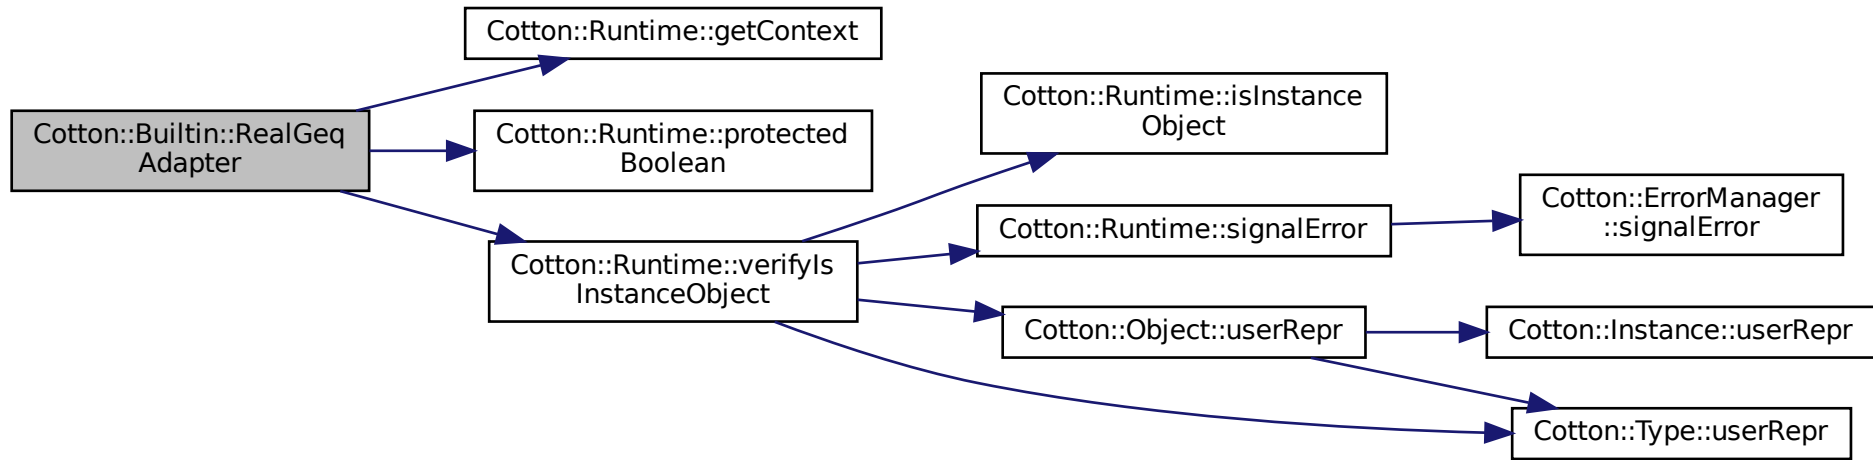 Cotton::Runtime::getContext
Cotton::Builtin::RealGeq
Adapter
Cotton::Runtime::protected
Boolean
Cotton::Runtime::verifyIs
InstanceObject
Cotton::Runtime::isInstance
Object
Cotton::Runtime::signalError
Cotton::ErrorManager
::signalError
Cotton::Object::userRepr
Cotton::Instance::userRepr
Cotton::Type::userRepr